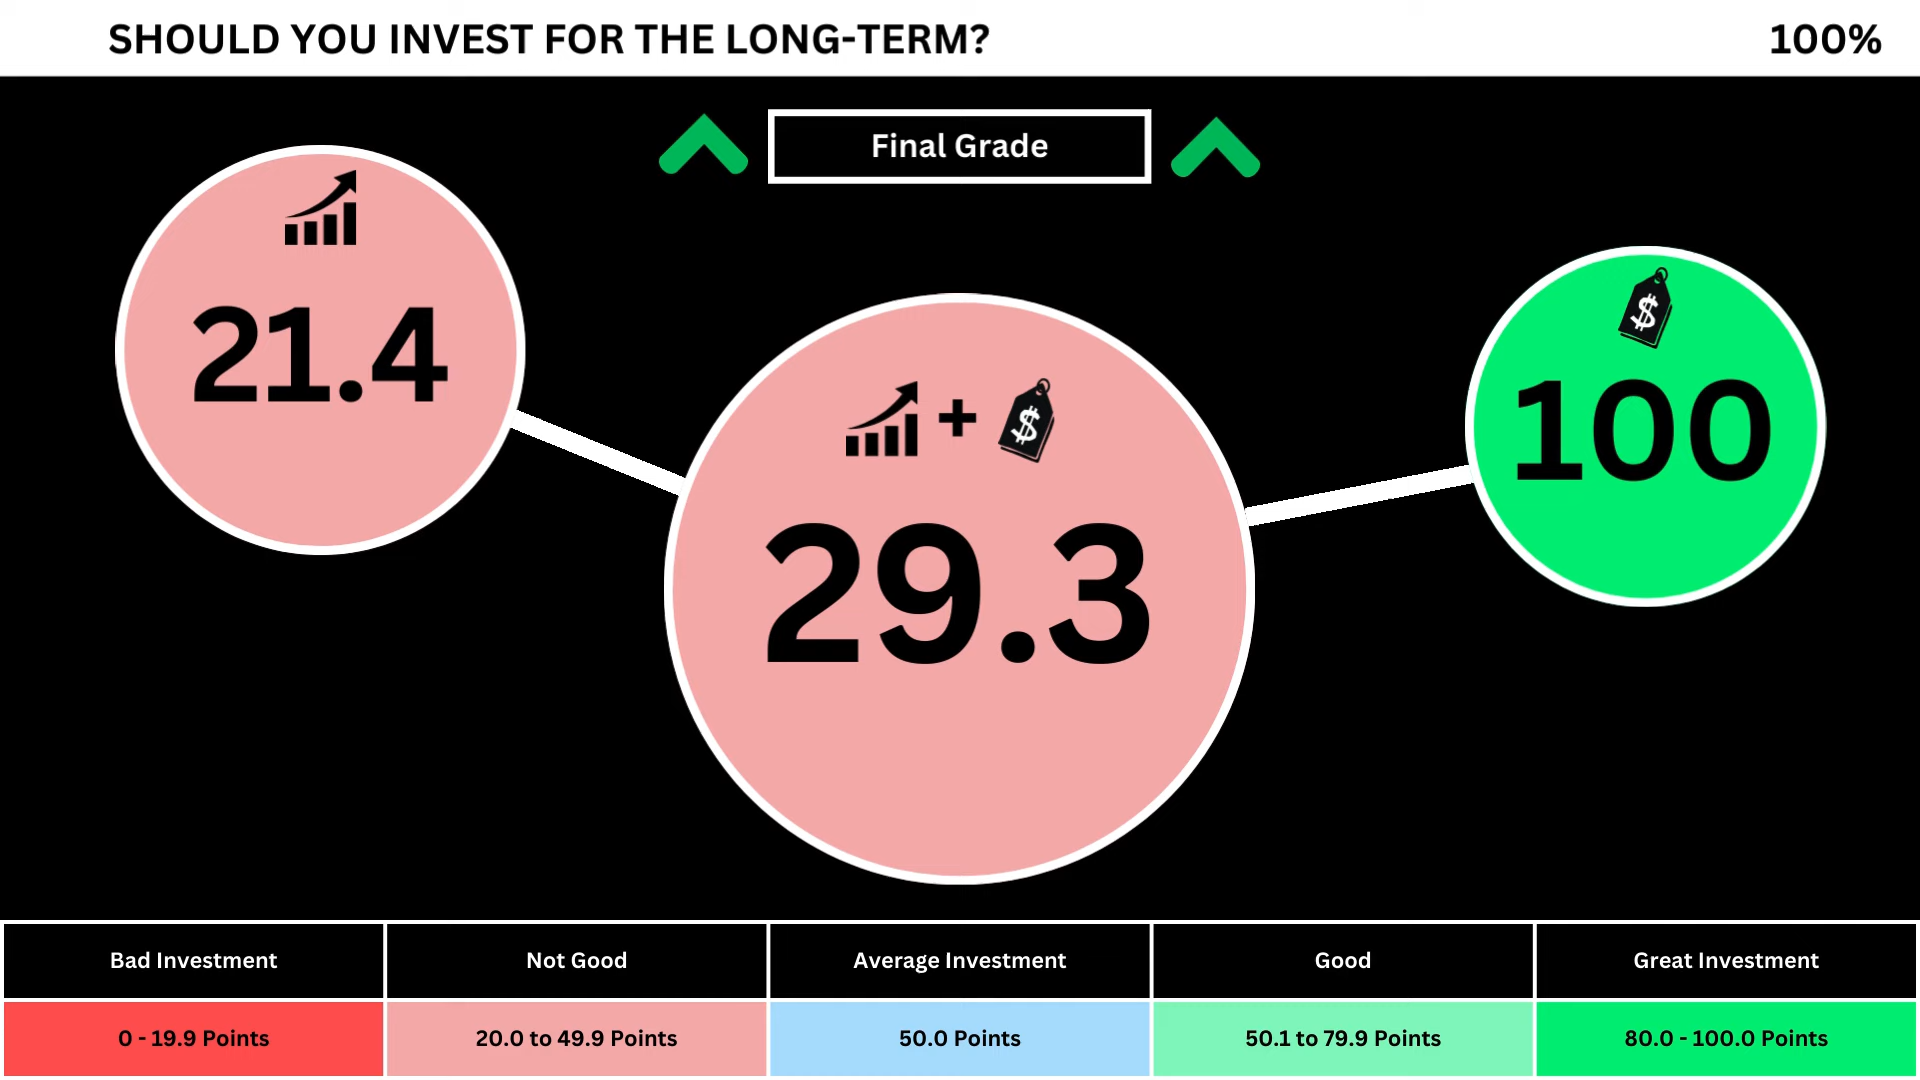 SHOULD YOU INVEST FOR THE LONG-TERM?
100%
Final Grade
21.4
$
100
+ $
29.3
Bad Investment
Not Good
Average Investment
Good
Great Investment
0 - 19.9 Points
20.0 to 49.9 Points
50.0 Points
50.1 to 79.9 Points
80.0 - 100.0 Points